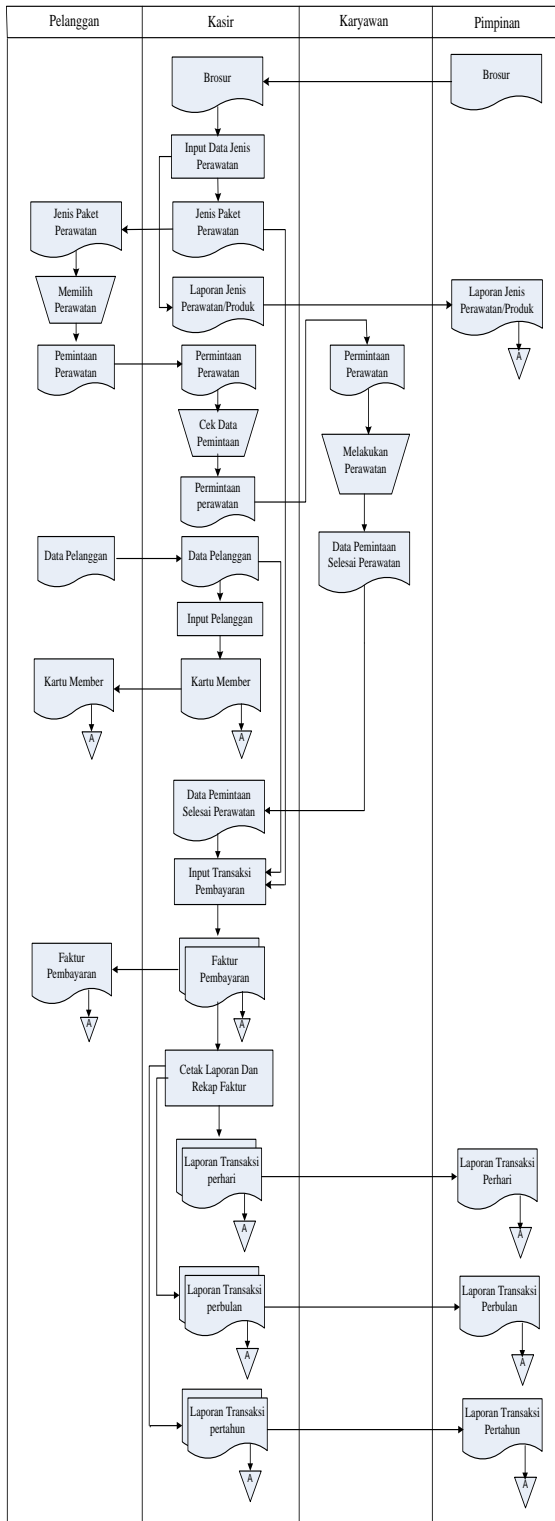 Pelanggan
Kasir
Karyawan
Pimpinan
Brosur
Brosur
Input Data Jenis
Perawatan
Jenis Paket
Perawatan
Jenis Paket
Perawatan
Memilih
Perawatan
Laporan Jenis
Perawatan/Produk
Laporan Jenis
Perawatan/Produk
A
Pemintaan
Perawatan
Permintaan
Perawatan
Permintaan
Perawatan
Cek Data
Pemintaan
Melakukan
Perawatan
Permintaan
perawatan
Data Pelanggan
Data Pelanggan
Data Pemintaan
Selesai Perawatan
Input Pelanggan
Kartu Member
Kartu Member
A
A
Data Pemintaan
Selesai Perawatan
Input Transaksi
Pembayaran
Faktur
Pembayaran
Faktur
Pembayaran
A
A
Cetak Laporan Dan
Rekap Faktur
Laporan Transaksi
perhari
Laporan Transaksi
Perhari
A
A
Laporan Transaksi
perbulan
Laporan Transaksi
Perbulan
A
A
Laporan Transaksi
pertahun
Laporan Transaksi
Pertahun
A
A